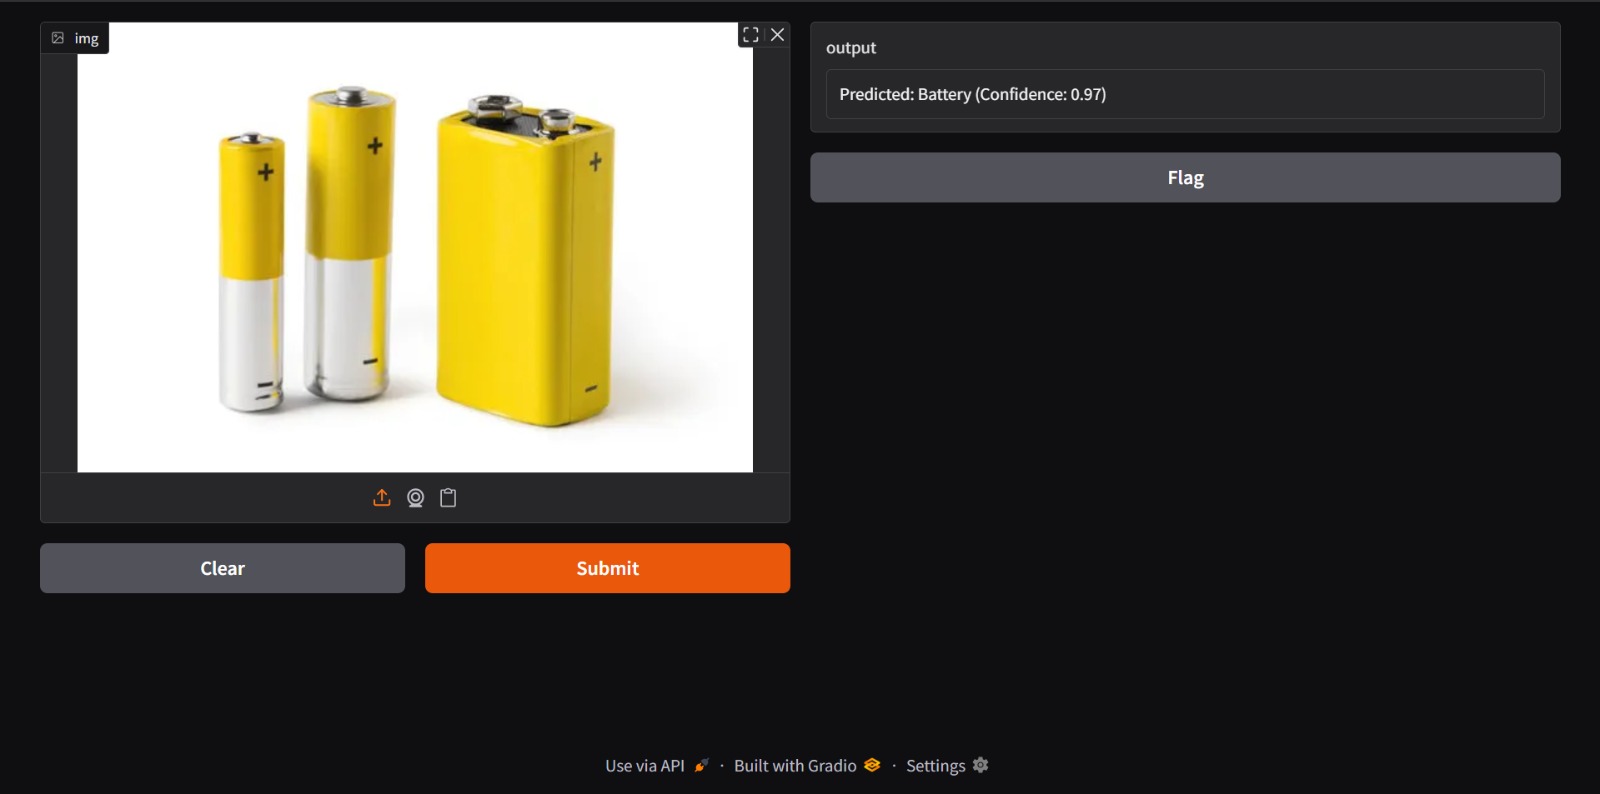 img
+
+
+
-
-
-
Clear
Submit
output
Predicted: Battery (Confidence: 0.97)
Flag
Use via API · Built with Gradio · Settings